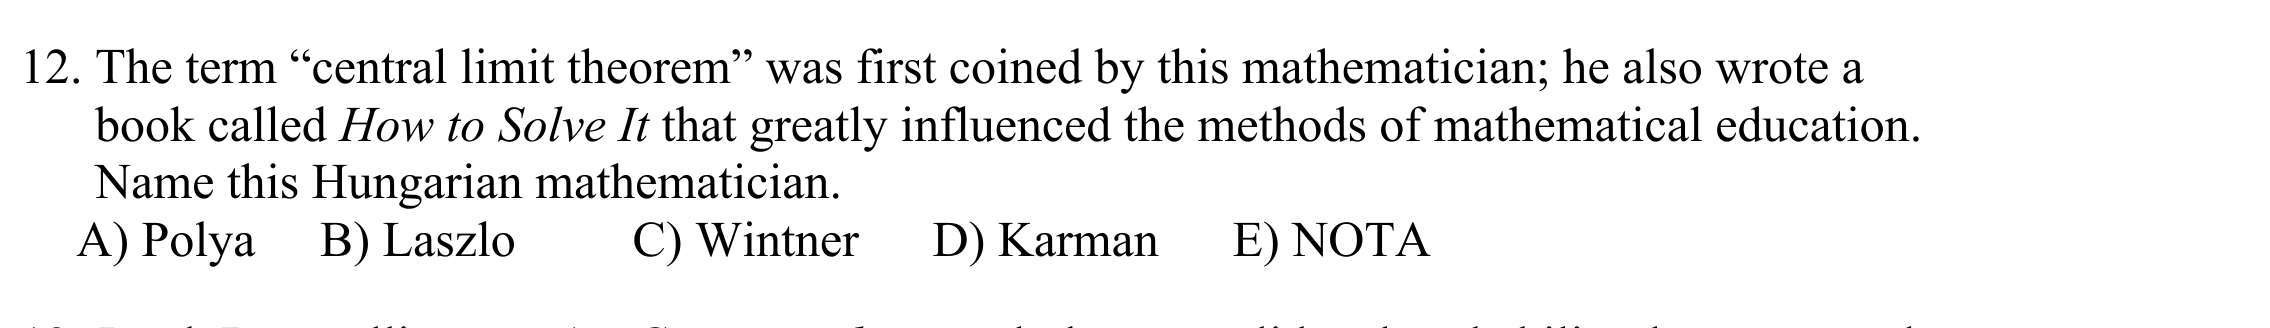 12. The term “central limit theorem” was first coined by this mathematician; he also wrote a
book called How to Solve It that greatly influenced the methods of mathematical education.
Name this Hungarian mathematician.
A) Polya B) Laszlo C) Wintner D) Karman E) NOTA